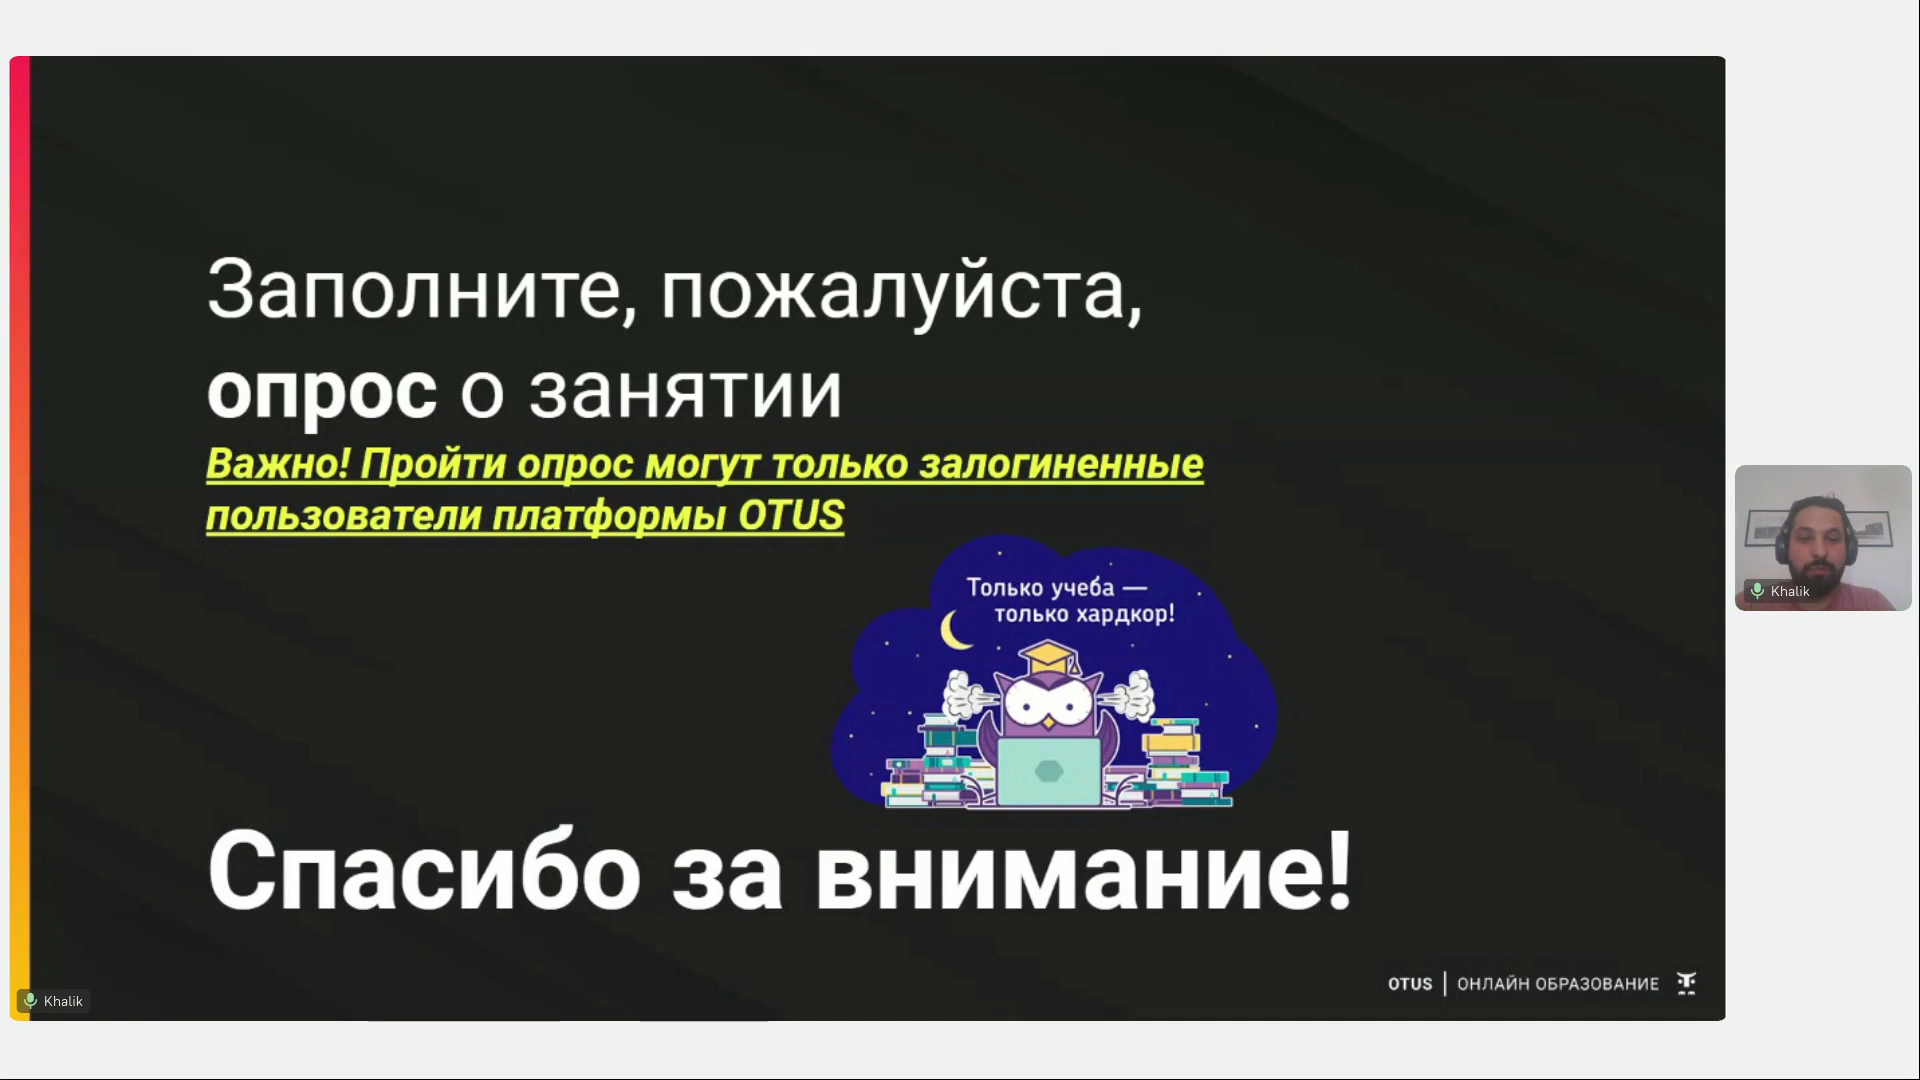 Заполните, пожалуйста,
опрос о занятии
Важно! Пройти опрос могут только залогиненные
пользователи платформы OTUS
Только учеба —
только хардкор!
Спасибо за внимание!
OTUS | ОНЛАЙН ОБРАЗОВАНИЕ
Khalik
Khalik